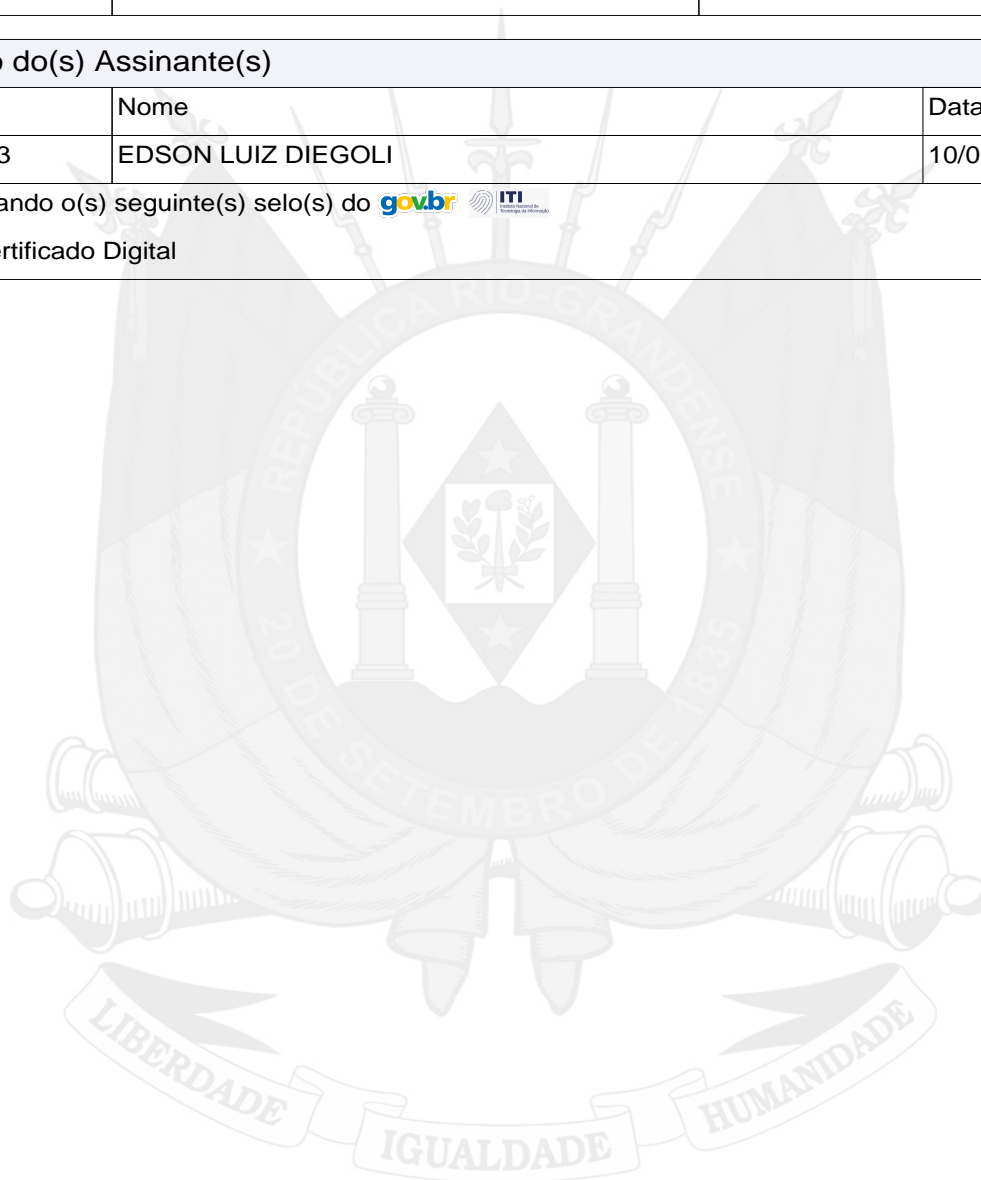 o do(s) Assinante(s)
Nome
Data
3
EDSON LUIZ DIEGOLI
10/0
ando o(s) seguinte(s) selo(s) do gov.br ITI
rtificado Digital
REPÚBLICA RIO-GRANDENSE
20 DE SETEMBRO DE 1835
LIBERDADE
IGUALDADE
HUMANIDADE